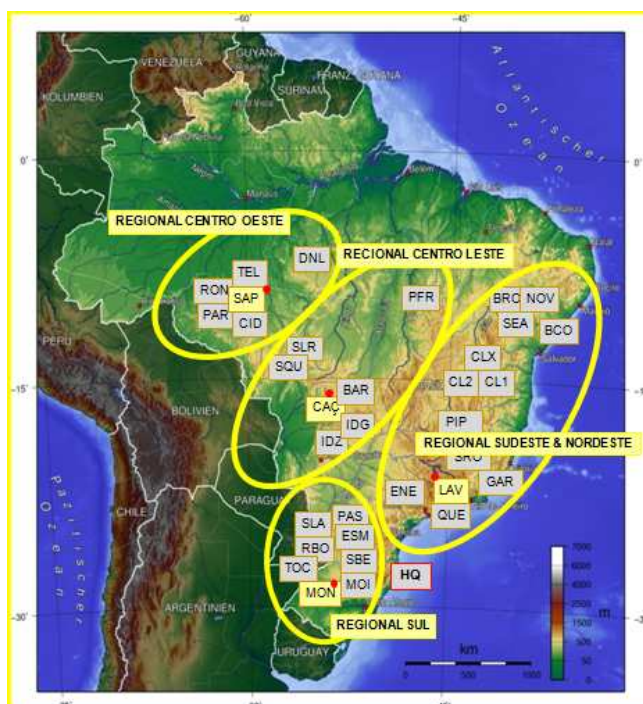 -60°
-45°
VENEZUELA
GUYANA
SURINAM
FRANZ. GUYANA
KOLUMBIEN
Atlantischer
Ozean
0°
0°
Manaus
Belem
REGIONAL CENTRO OESTE
RECIONAL CENTRO LESTE
DNL
TEL
RON
SAP
PFR
BRO
NOV
PAR
CID
SEA
BCO
PERU
SLR
CLX
Salvador
SQU
CL2
CL1
-15°
BAR
BOLIVIEN
CAÇ
IDG
PIP
IDZ
REGIONAL SUDESTE & NORDESTE
SRO
ENE
LAV
GAR
PARAGUAY
QUE
CHILE
SLA
PAS
ESM
RBO
TOC
SBE
HQ
MOI
MON
Pazifischer
Ozean
ARGENTINIEN
-30°
REGIONAL SUL
URUGUAY
km
0
500
1000
7000
6000
2500
1500
500
200
50
0
m